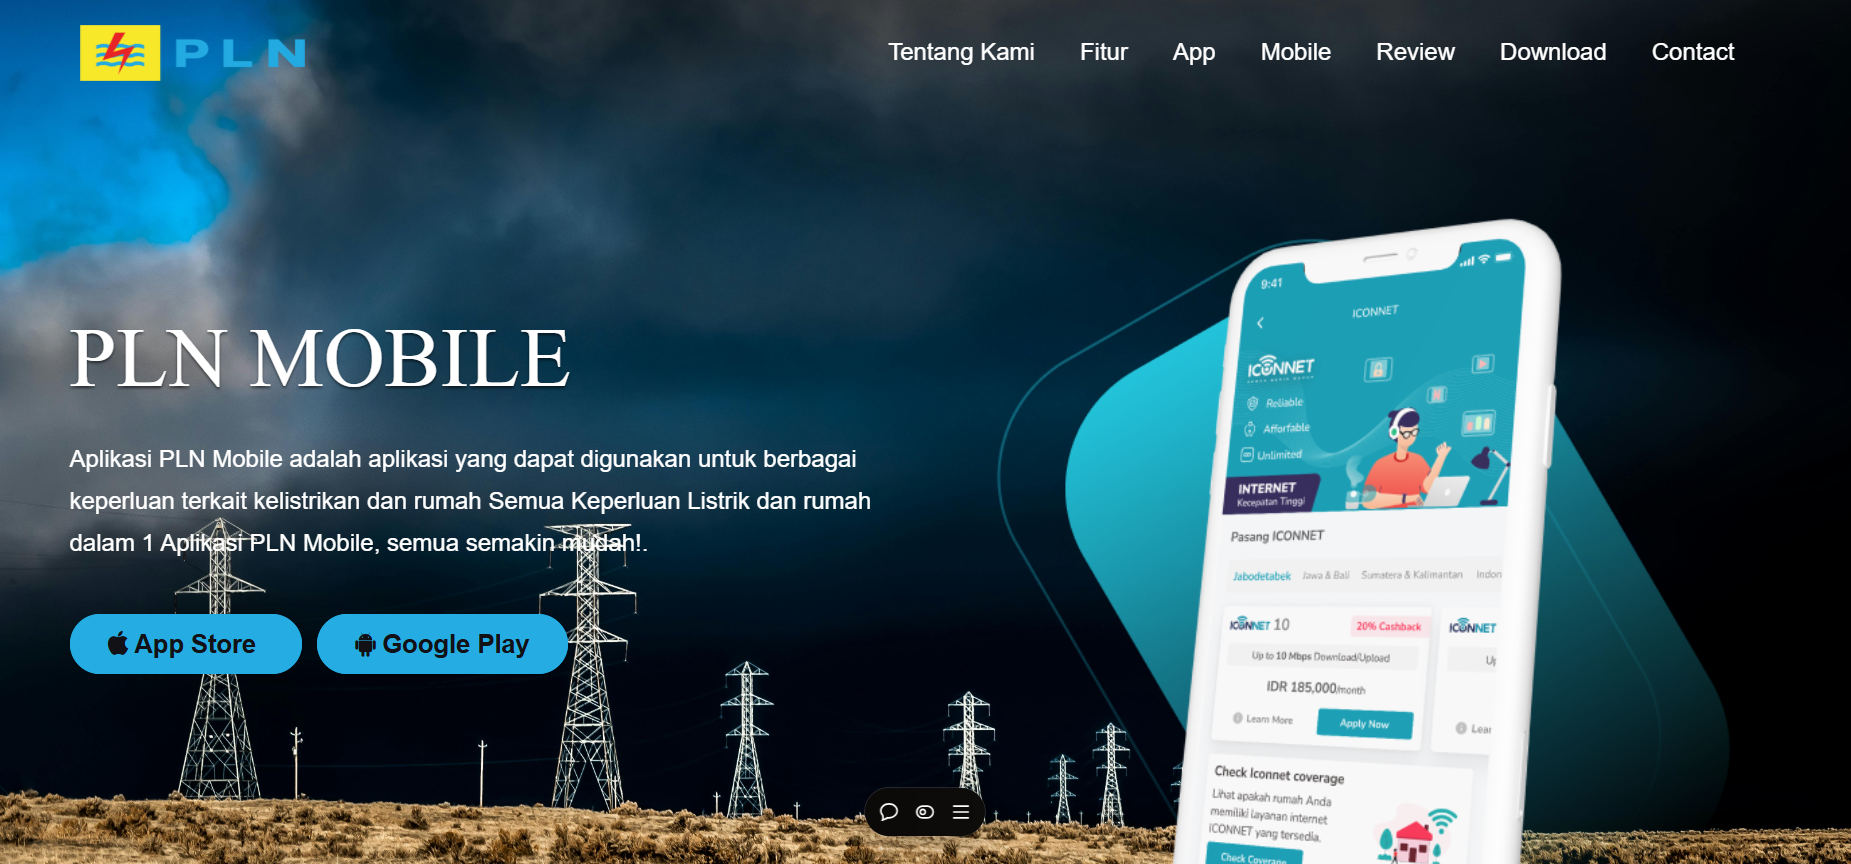 PLN
Tentang Kami
Fitur
App
Mobile
Review
Download
Contact
PLN MOBILE
Aplikasi PLN Mobile adalah aplikasi yang dapat digunakan untuk berbagai
keperluan terkait kelistrikan dan rumah Semua Keperluan Listrik dan rumah
dalam 1 Aplikasi PLN Mobile, semua semakin mudah!.
App Store
Google Play
9:41
ICONNET
ICONNET
Reliable
Afforfable
Unlimited
INTERNET
Kecepatan Tinggi
Pasang ICONNET
Jabodetabek
Jawa & Bali
Sumatera & Kalimantan
Indon
ICONNET 10
20% Cashback
Up to 10 Mbps Download/Upload
IDR 185,000/month
Learn More
Apply Now
ICONNET
Up
Lear
Check Iconnet coverage
Lihat apakah rumah Anda
memiliki layanan internet
ICONNET yang tersedia.
Check Coverage